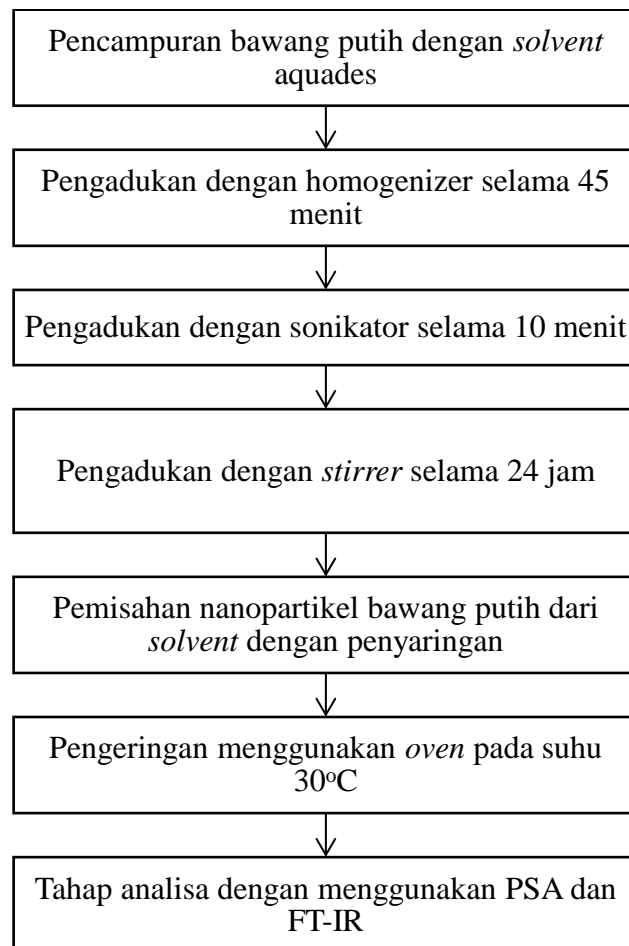 Pencampuran bawang putih dengan solvent
aquades
Pengadukan dengan homogenizer selama 45
menit
Pengadukan dengan sonikator selama 10 menit
Pengadukan dengan stirrer selama 24 jam
Pemisahan nanopartikel bawang putih dari
solvent dengan penyaringan
Pengeringan menggunakan oven pada suhu
30°C
Tahap analisa dengan menggunakan PSA dan
FT-IR